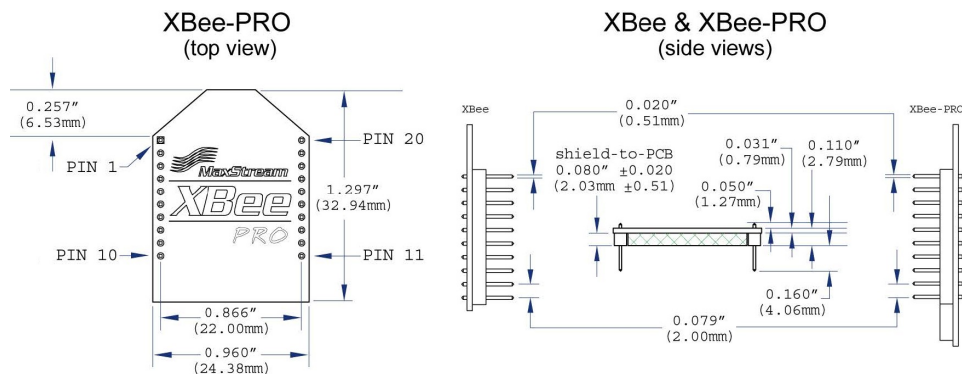 XBee-PRO
(top view)
0.257"
(6.53mm)
PIN 1
PIN 20
MaxStream
XBee
PRO
1.297"
(32.94mm)
PIN 10
PIN 11
0.866"
(22.00mm)
0.960"
(24.38mm)
XBee & XBee-PRO
(side views)
XBee
XBee-PRO
0.020"
(0.51mm)
shield-to-PCB
0.080" ±0.020
(2.03mm ±0.51)
0.031"
(0.79mm)
0.110"
(2.79mm)
0.050"
(1.27mm)
0.160"
(4.06mm)
0.079"
(2.00mm)